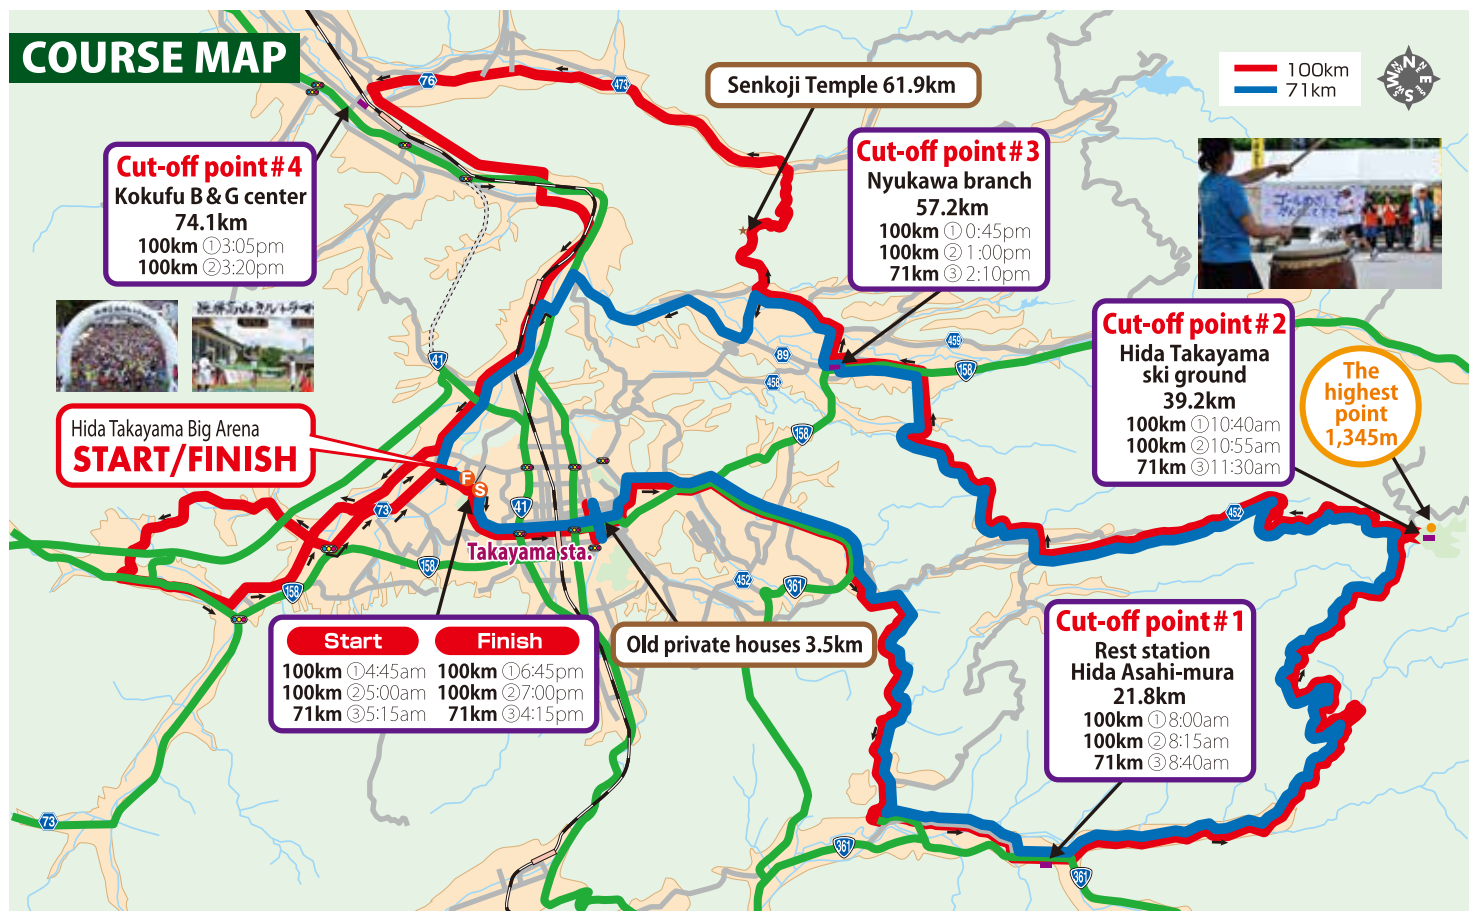 COURSE MAP
100km
71km
N
E
S
W
76
473
Senkoji Temple 61.9km
Cut-off point #4
Kokufu B & G center
74.1km
100km ①3:05pm
100km ②3:20pm
Cut-off point #3
Nyukawa branch
57.2km
100km ① 0:45pm
100km ② 1:00pm
71km ③ 2:10pm
Cut-off point #2
Hida Takayama
ski ground
39.2km
100km ①10:40am
100km ②10:55am
71km ③11:30am
The
highest
point
1,345m
41
89
459
458
158
158
Hida Takayama Big Arena
START/FINISH
F
S
73
41
Takayama sta.
158
158
452
452
361
Start
100km ①4:45am
100km ②5:00am
71km ③5:15am
Finish
100km ①6:45pm
100km ②7:00pm
71km ③4:15pm
Old private houses 3.5km
Cut-off point #1
Rest station
Hida Asahi-mura
21.8km
100km ①8:00am
100km ②8:15am
71km ③8:40am
73
361
361